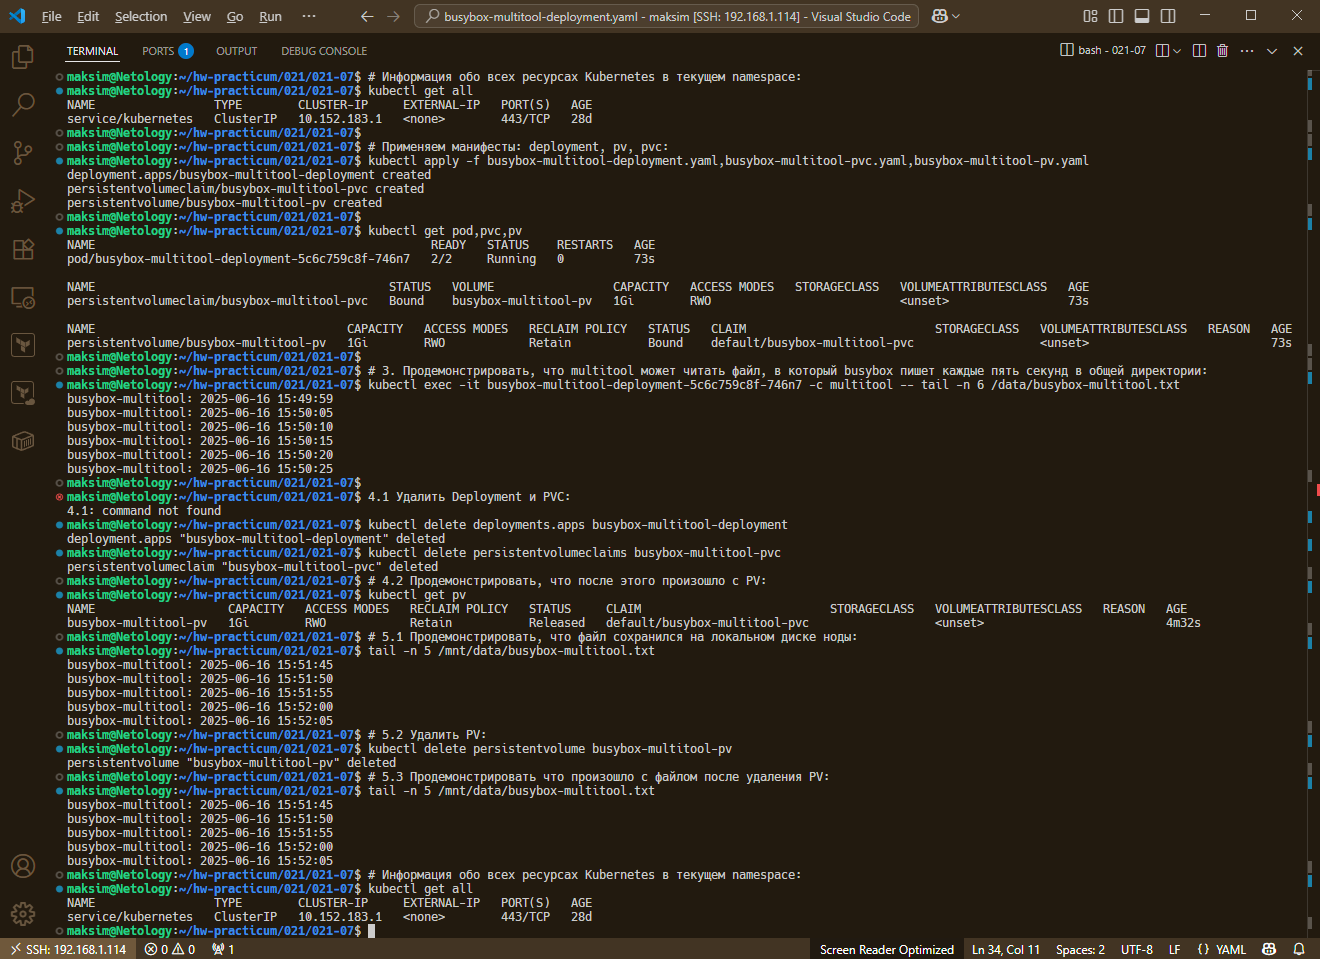 File Edit Selection View Go Run ··· busybox-multitool-deployment.yaml - maksim [SSH: 192.168.1.114] - Visual Studio Code
TERMINAL PORTS 1 OUTPUT DEBUG CONSOLE bash - 021-07
maksim@Netology:~/hw-practicum/021/021-07$ # Информация обо всех ресурсах Kubernetes в текущем namespace:
maksim@Netology:~/hw-practicum/021/021-07$ kubectl get all
NAME TYPE CLUSTER-IP EXTERNAL-IP PORT(S) AGE
service/kubernetes ClusterIP 10.152.183.1 <none> 443/TCP 28d
maksim@Netology:~/hw-practicum/021/021-07$
maksim@Netology:~/hw-practicum/021/021-07$ # Применяем манифесты: deployment, pv, pvc:
maksim@Netology:~/hw-practicum/021/021-07$ kubectl apply -f busybox-multitool-deployment.yaml,busybox-multitool-pvc.yaml,busybox-multitool-pv.yaml
deployment.apps/busybox-multitool-deployment created
persistentvolumeclaim/busybox-multitool-pvc created
persistentvolume/busybox-multitool-pv created
maksim@Netology:~/hw-practicum/021/021-07$
maksim@Netology:~/hw-practicum/021/021-07$ kubectl get pod,pvc,pv
NAME READY STATUS RESTARTS AGE
pod/busybox-multitool-deployment-5c6c759c8f-746n7 2/2 Running 0 73s
NAME STATUS VOLUME CAPACITY ACCESS MODES STORAGECLASS VOLUMEATTRIBUTESCLASS AGE
persistentvolumeclaim/busybox-multitool-pvc Bound busybox-multitool-pv 1Gi RWO <unset> 73s
NAME CAPACITY ACCESS MODES RECLAIM POLICY STATUS CLAIM STORAGECLASS VOLUMEATTRIBUTESCLASS REASON AGE
persistentvolume/busybox-multitool-pv 1Gi RWO Retain Bound default/busybox-multitool-pvc <unset> 73s
maksim@Netology:~/hw-practicum/021/021-07$
maksim@Netology:~/hw-practicum/021/021-07$ # 3. Продемонстрировать, что multitool может читать файл, в который busybox пишет каждые пять секунд в общей директории:
maksim@Netology:~/hw-practicum/021/021-07$ kubectl exec -it busybox-multitool-deployment-5c6c759c8f-746n7 -c multitool -- tail -n 6 /data/busybox-multitool.txt
busybox-multitool: 2025-06-16 15:49:59
busybox-multitool: 2025-06-16 15:50:05
busybox-multitool: 2025-06-16 15:50:10
busybox-multitool: 2025-06-16 15:50:15
busybox-multitool: 2025-06-16 15:50:20
busybox-multitool: 2025-06-16 15:50:25
maksim@Netology:~/hw-practicum/021/021-07$
maksim@Netology:~/hw-practicum/021/021-07$ 4.1 Удалить Deployment и PVC:
4.1: command not found
maksim@Netology:~/hw-practicum/021/021-07$ kubectl delete deployments.apps busybox-multitool-deployment
deployment.apps "busybox-multitool-deployment" deleted
maksim@Netology:~/hw-practicum/021/021-07$ kubectl delete persistentvolumeclaims busybox-multitool-pvc
persistentvolumeclaim "busybox-multitool-pvc" deleted
maksim@Netology:~/hw-practicum/021/021-07$ # 4.2 Продемонстрировать, что после этого произошло с PV:
maksim@Netology:~/hw-practicum/021/021-07$ kubectl get pv
NAME CAPACITY ACCESS MODES RECLAIM POLICY STATUS CLAIM STORAGECLASS VOLUMEATTRIBUTESCLASS REASON AGE
busybox-multitool-pv 1Gi RWO Retain Released default/busybox-multitool-pvc <unset> 4m32s
maksim@Netology:~/hw-practicum/021/021-07$ # 5.1 Продемонстрировать, что файл сохранился на локальном диске ноды:
maksim@Netology:~/hw-practicum/021/021-07$ tail -n 5 /mnt/data/busybox-multitool.txt
busybox-multitool: 2025-06-16 15:51:45
busybox-multitool: 2025-06-16 15:51:50
busybox-multitool: 2025-06-16 15:51:55
busybox-multitool: 2025-06-16 15:52:00
busybox-multitool: 2025-06-16 15:52:05
maksim@Netology:~/hw-practicum/021/021-07$ # 5.2 Удалить PV:
maksim@Netology:~/hw-practicum/021/021-07$ kubectl delete persistentvolume busybox-multitool-pv
persistentvolume "busybox-multitool-pv" deleted
maksim@Netology:~/hw-practicum/021/021-07$ # 5.3 Продемонстрировать что произошло с файлом после удаления PV:
maksim@Netology:~/hw-practicum/021/021-07$ tail -n 5 /mnt/data/busybox-multitool.txt
busybox-multitool: 2025-06-16 15:51:45
busybox-multitool: 2025-06-16 15:51:50
busybox-multitool: 2025-06-16 15:51:55
busybox-multitool: 2025-06-16 15:52:00
busybox-multitool: 2025-06-16 15:52:05
maksim@Netology:~/hw-practicum/021/021-07$ # Информация обо всех ресурсах Kubernetes в текущем namespace:
maksim@Netology:~/hw-practicum/021/021-07$ kubectl get all
NAME TYPE CLUSTER-IP EXTERNAL-IP PORT(S) AGE
service/kubernetes ClusterIP 10.152.183.1 <none> 443/TCP 28d
maksim@Netology:~/hw-practicum/021/021-07$
SSH: 192.168.1.114 0 0 1 Screen Reader Optimized Ln 34, Col 11 Spaces: 2 UTF-8 LF {} YAML